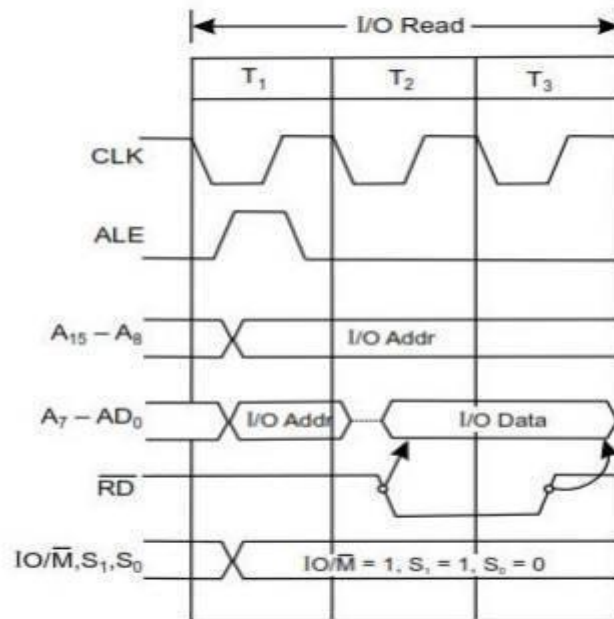 I/O Read
T₁ T₂ T₃
CLK
ALE
A₁₅ – A₈ I/O Addr
A₇ – AD₀ I/O Addr I/O Data
R̅D̅
IO/M̅,S₁,S₀ IO/M̅ = 1, S₁ = 1, S₀ = 0